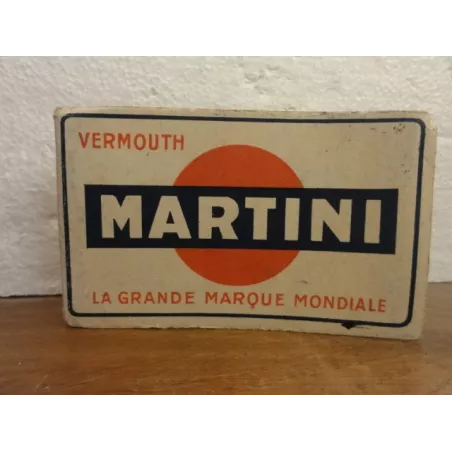 VERMOUTH
MARTINI
LA GRANDE MARQUE MONDIALE